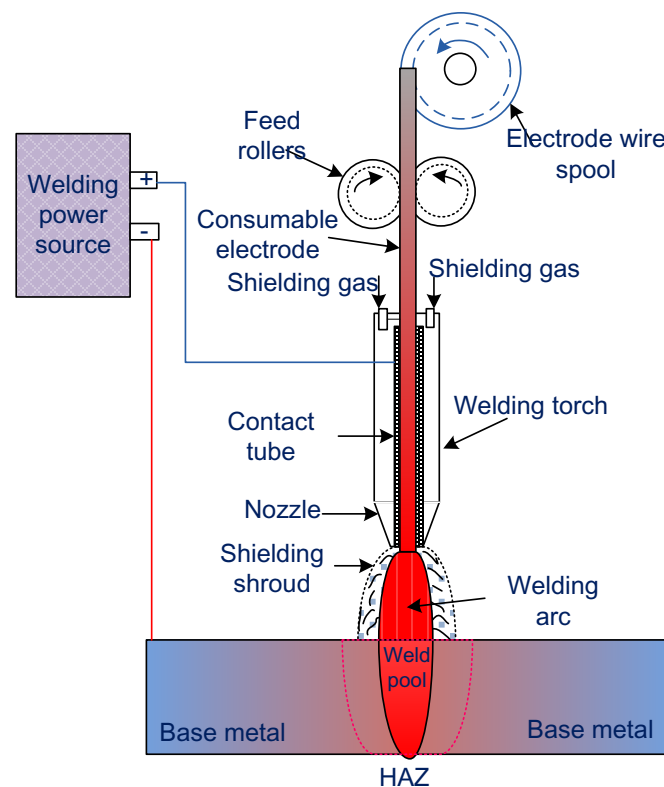 Feed
rollers
Electrode wire
spool
Welding
power
source
+
-
Consumable
electrode
Shielding gas
Shielding gas
Welding torch
Contact
tube
Nozzle
Shielding
shroud
Welding
arc
Weld
pool
Base metal
Base metal
HAZ